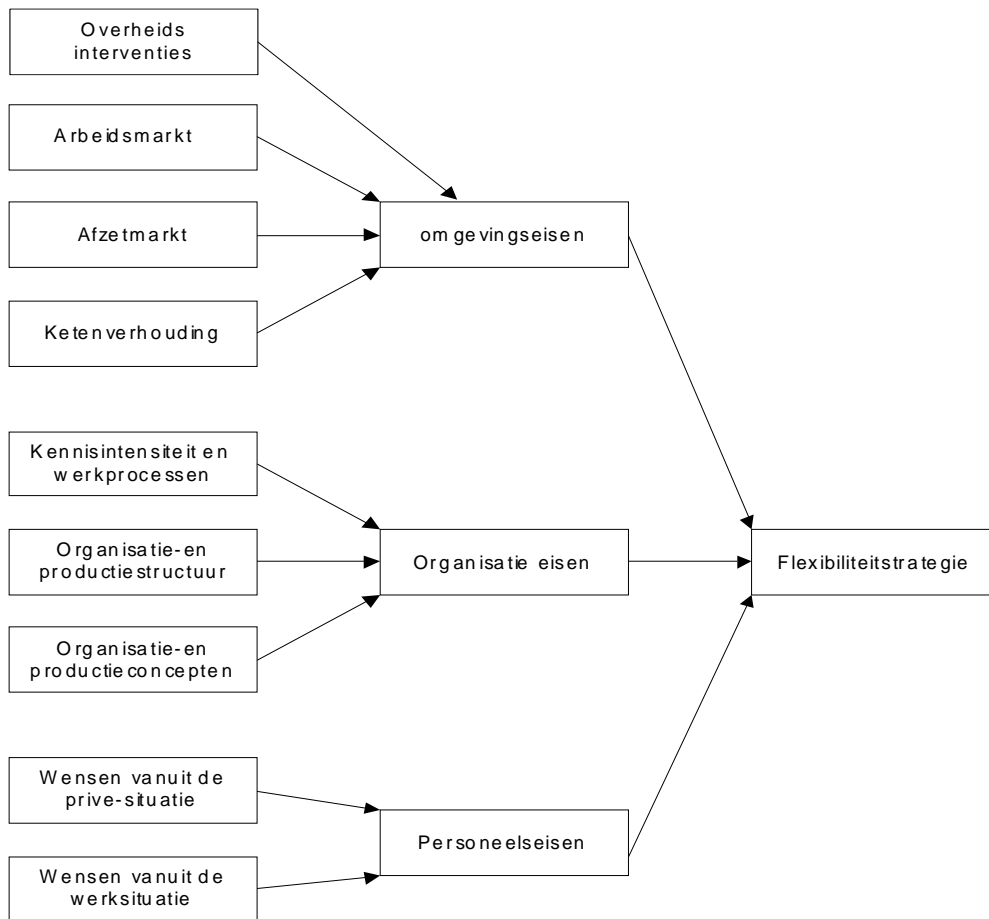 Overheids
interventies
Arbeidsmarkt
Afzetmarkt
omgevingseisen
Ketenverhouding
Kennisintensiteit en
werkprocessen
Organisatie-en
productiestructuur
Organisatie eisen
Flexibiliteitstrategie
Organisatie-en
productieconcepten
Wensen vanuit de
prive-situatie
Personeelseisen
Wensen vanuit de
werksituatie